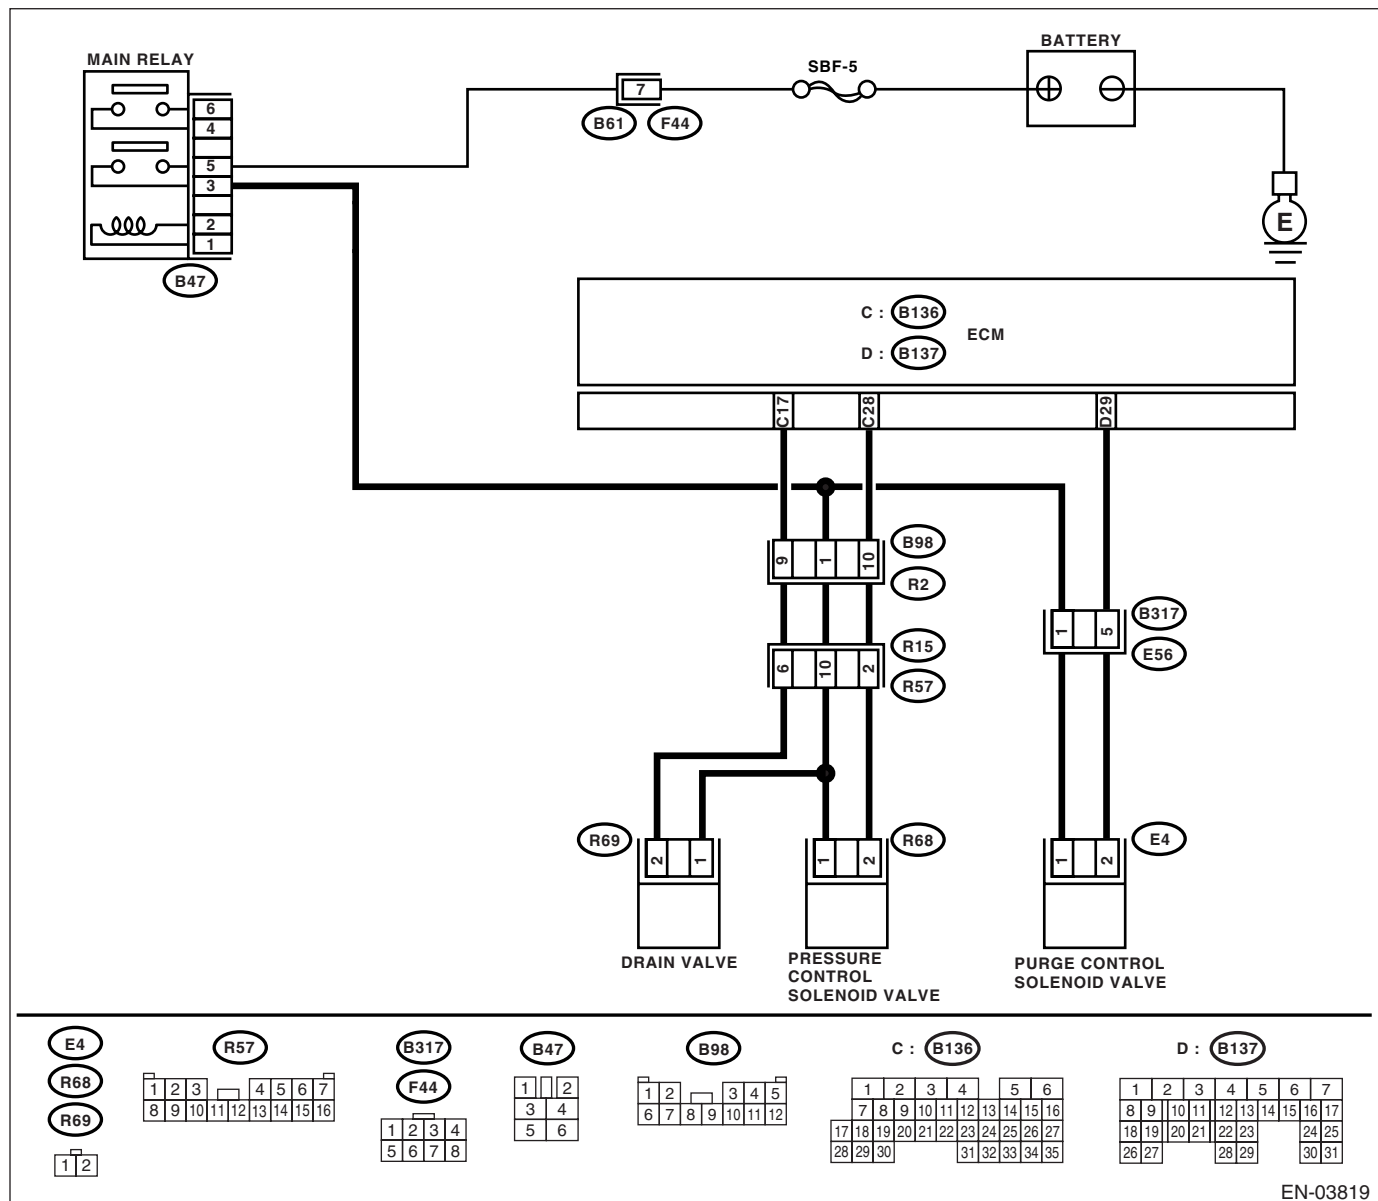 BATTERY
MAIN RELAY
SBF-5
6
4
5
3
2
1
7
B61 F44
E
B47
C : B136
D : B137
ECM
C17 C28 D29
9 1 10
B98
R2
1 5
B317
E56
6 10 2
R15
R57
R69
2 1
1 2
R68
1 2
E4
DRAIN VALVE
PRESSURE
CONTROL
SOLENOID VALVE
PURGE CONTROL
SOLENOID VALVE
E4
R68
R69
1 2
R57
1 2 3 4 5 6 7
8 9 10 11 12 13 14 15 16
B317
F44
1 2 3 4
5 6 7 8
B47
1 2
3 4
5 6
B98
1 2 3 4 5
6 7 8 9 10 11 12
C : B136
1 2 3 4 5 6
7 8 9 10 11 12 13 14 15 16
17 18 19 20 21 22 23 24 25 26 27
28 29 30 31 32 33 34 35
D : B137
1 2 3 4 5 6 7
8 9 10 11 12 13 14 15 16 17
18 19 20 21 22 23 24 25
26 27 28 29 30 31
EN-03819